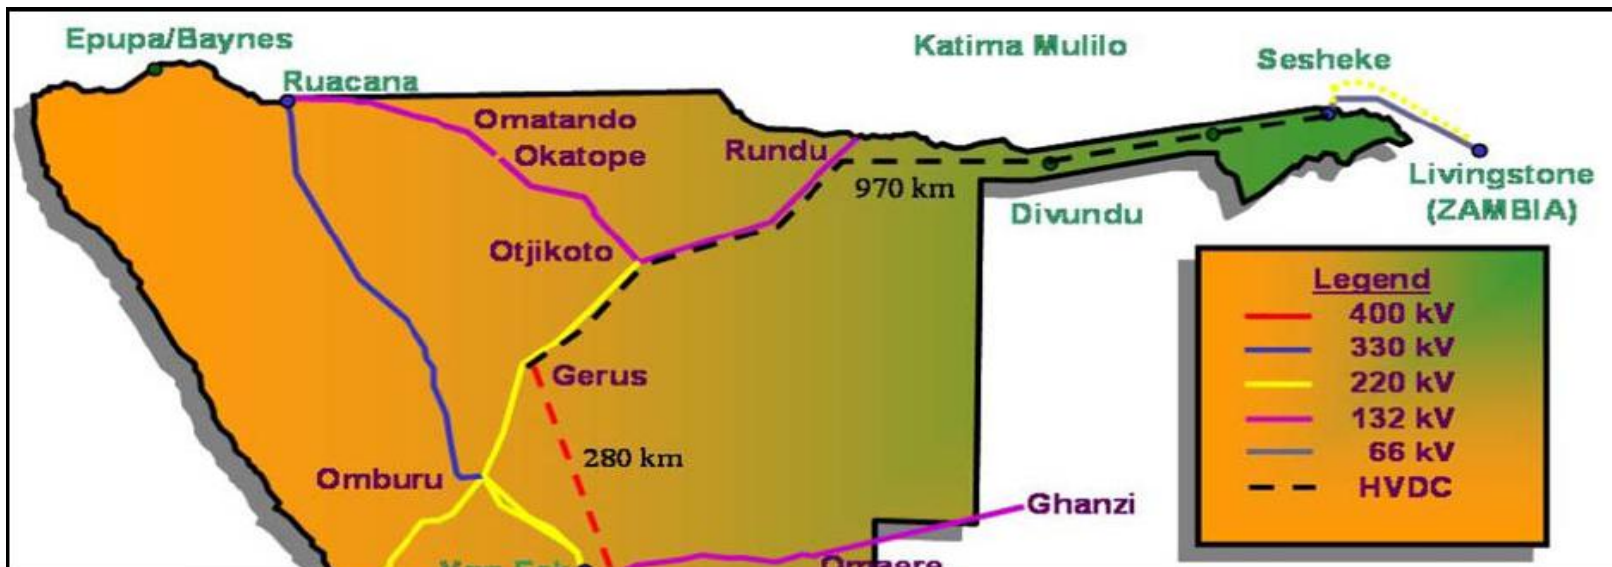 Epupa/Baynes
Katima Mulilo
Sesheke
Ruacana
Omatando
Okatope
Rundu
970 km
Livingstone
(ZAMBIA)
Divundu
Otjikoto
Legend
400 kV
330 kV
220 kV
132 kV
66 kV
HVDC
Gerus
280 km
Omburu
Ghanzi
Omaere